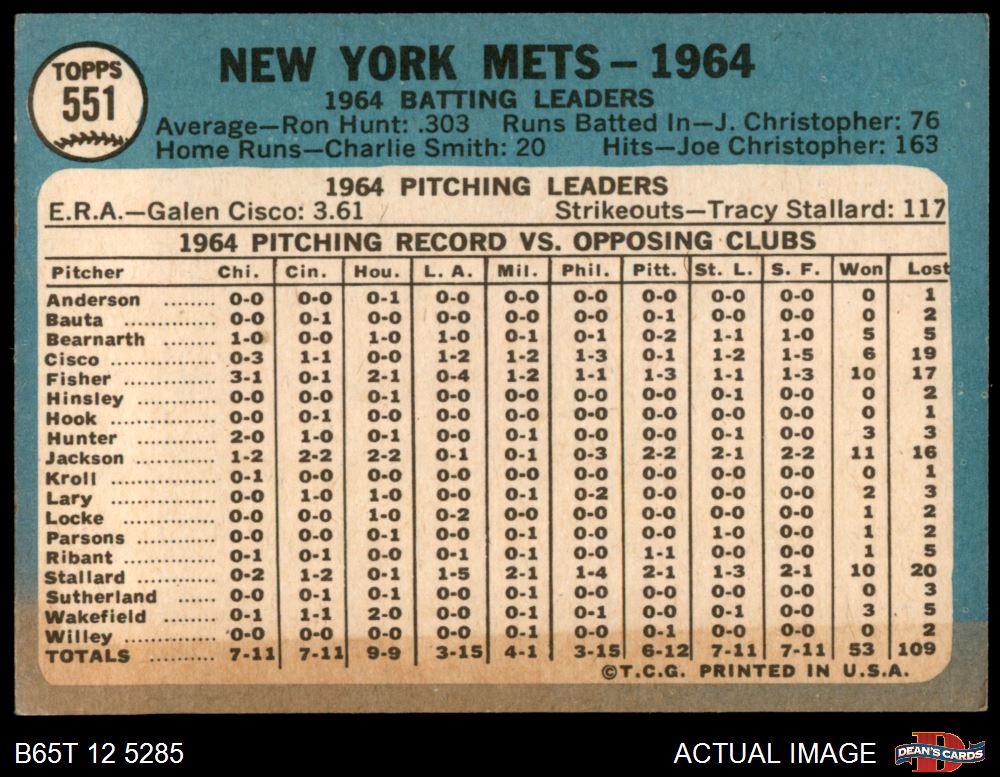 TOPPS
551
NEW YORK METS – 1964
1964 BATTING LEADERS
Average—Ron Hunt: .303 Runs Batted In—J. Christopher: 76
Home Runs—Charlie Smith: 20 Hits—Joe Christopher: 163
1964 PITCHING LEADERS
E.R.A.—Galen Cisco: 3.61 Strikeouts—Tracy Stallard: 117
1964 PITCHING RECORD VS. OPPOSING CLUBS
Pitcher Chi. Cin. Hou. L. A. Mil. Phil. Pitt. St. L. S. F. Won Lost
Anderson ........ 0-0 0-0 0-1 0-0 0-0 0-0 0-0 0-0 0-0 0 1
Bauta .............. 0-0 0-1 0-0 0-0 0-0 0-0 0-1 0-0 0-0 0 2
Bearnarth ........ 1-0 0-0 1-0 1-0 0-1 0-1 0-2 1-1 1-0 5 5
Cisco ................ 0-3 1-1 0-0 1-2 1-2 1-3 0-1 1-2 1-5 6 19
Fisher .............. 3-1 0-1 2-1 0-4 1-2 1-1 1-3 1-1 1-3 10 17
Hinsley ............ 0-0 0-0 0-1 0-0 0-0 0-0 0-0 0-0 0-0 0 2
Hook ................ 0-0 0-1 0-0 0-0 0-0 0-0 0-0 0-0 0-0 0 1
Hunter ............ 2-0 1-0 0-1 0-0 0-1 0-0 0-0 0-1 0-0 3 3
Jackson ............ 1-2 2-2 2-2 0-1 0-1 0-3 2-2 2-1 2-2 11 16
Kroll ................ 0-1 0-0 0-0 0-0 0-0 0-0 0-0 0-0 0-0 0 1
Lary ................ 0-0 1-0 1-0 0-0 0-1 0-2 0-0 0-0 0-0 2 3
Locke .............. 0-0 0-0 1-0 0-2 0-0 0-0 0-0 0-0 0-0 1 2
Parsons ............ 0-0 0-0 0-1 0-0 0-1 0-0 0-0 1-0 0-0 1 2
Ribant ............ 0-1 0-1 0-0 0-1 0-1 0-0 1-1 0-0 0-0 1 5
Stallard .......... 0-2 1-2 0-1 1-5 2-1 1-4 2-1 1-3 2-1 10 20
Sutherland ...... 0-0 0-1 0-1 0-0 0-1 0-0 0-0 0-0 0-0 0 3
Wakefield ........ 0-1 1-1 2-0 0-0 0-1 0-1 0-0 0-1 0-0 3 5
Willey .............. 0-0 0-0 0-0 0-0 0-1 0-0 0-1 0-0 0-0 0 2
TOTALS .......... 7-11 7-11 9-9 3-15 4-1 3-15 6-12 7-11 7-11 53 109
©T.C.G. PRINTED IN U.S.A.
B65T 12 5285
ACTUAL IMAGE
DEAN'S CARDS